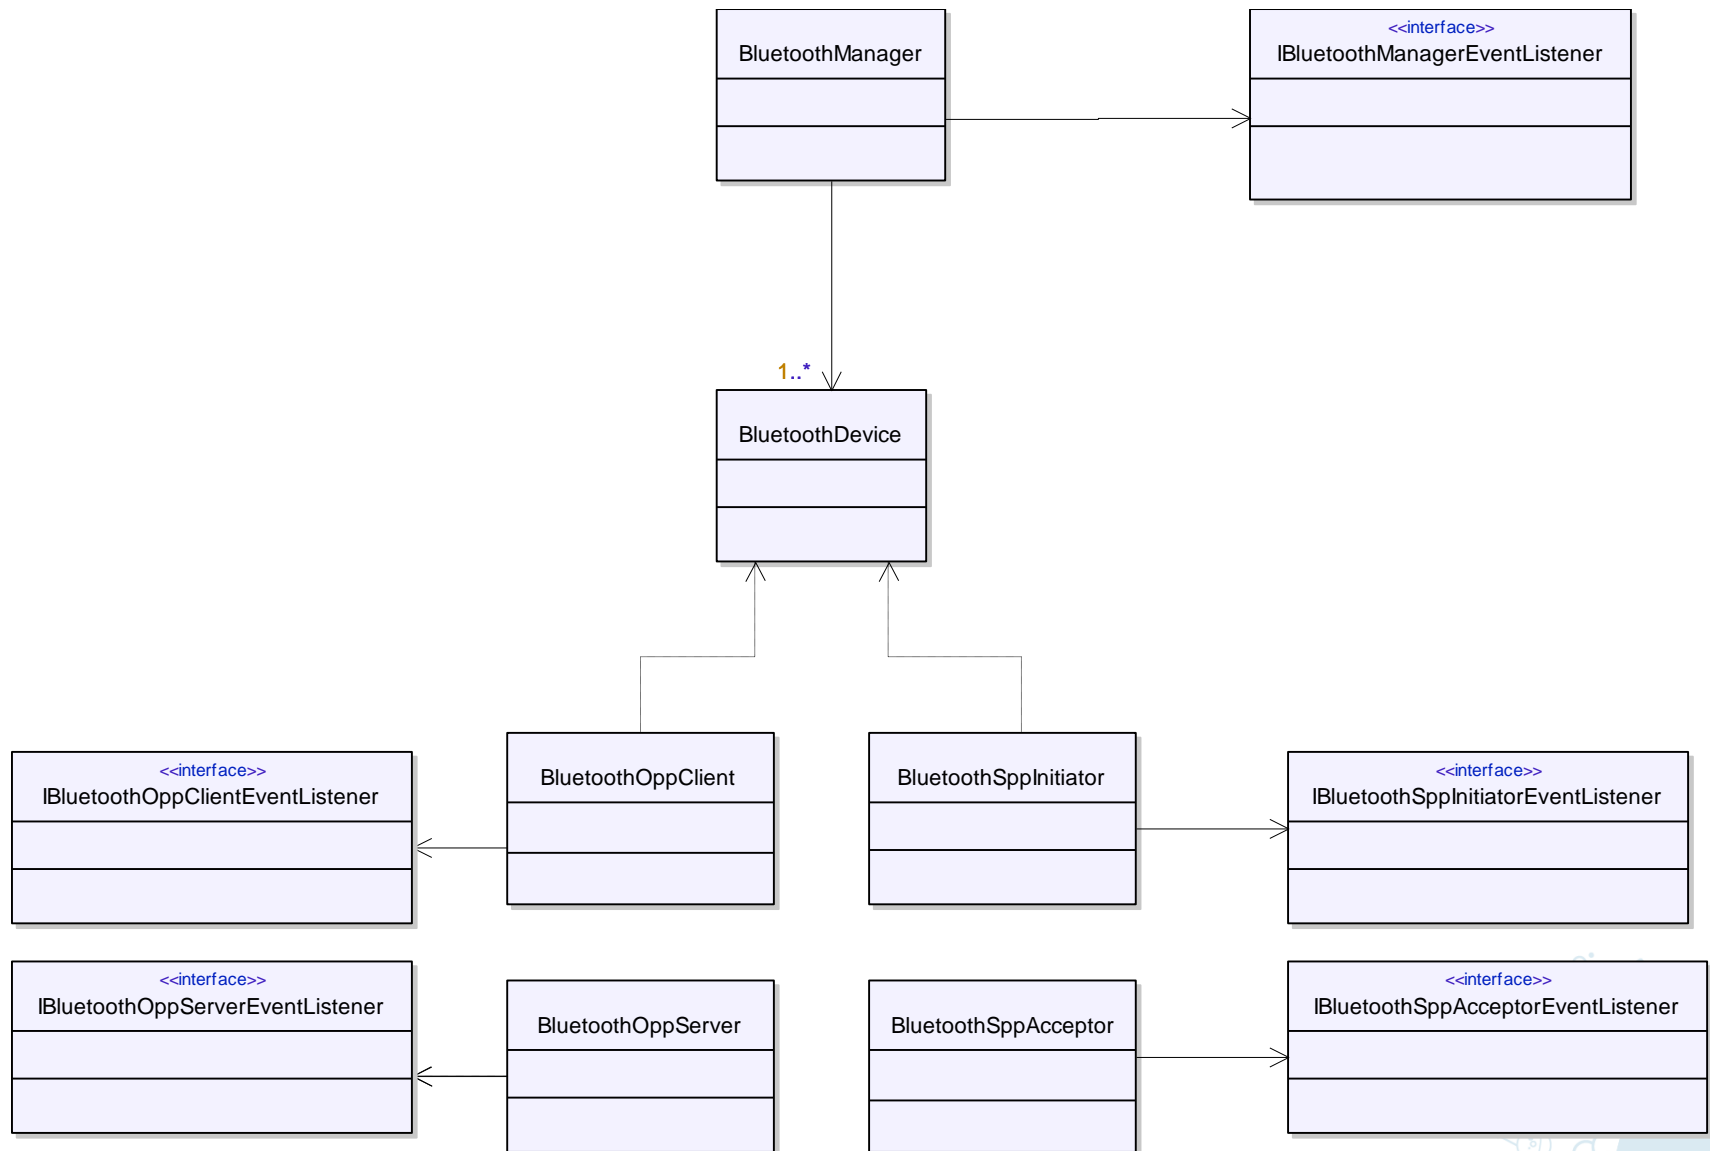 BluetoothManager
<<interface>>
IBluetoothManagerEventListener
1..*
BluetoothDevice
<<interface>>
IBluetoothOppClientEventListener
BluetoothOppClient
BluetoothSppInitiator
<<interface>>
IBluetoothSppInitiatorEventListener
<<interface>>
IBluetoothOppServerEventListener
BluetoothOppServer
BluetoothSppAcceptor
<<interface>>
IBluetoothSppAcceptorEventListener